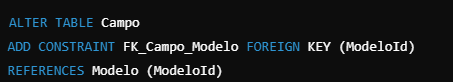 ALTER TABLE Campo
ADD CONSTRAINT FK_Campo_Modelo FOREIGN KEY (ModeloId)
REFERENCES Modelo (ModeloId)